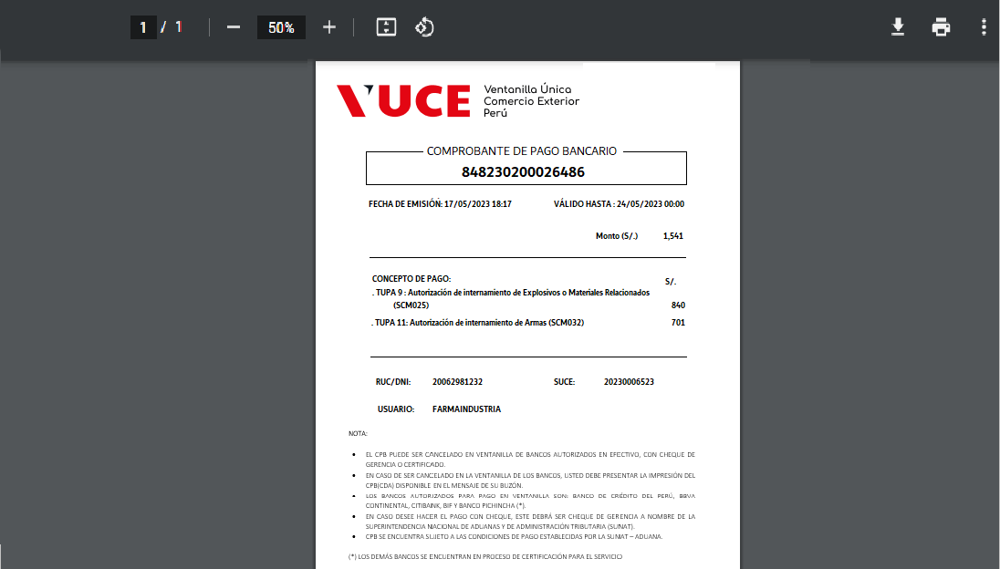 1 / 1
50%
VUCE
Ventanilla Única
Comercio Exterior
Perú
COMPROBANTE DE PAGO BANCARIO
848230200026486
FECHA DE EMISIÓN: 17/05/2023 18:17 VÁLIDO HASTA : 24/05/2023 00:00
Monto (S/.) 1,541
CONCEPTO DE PAGO: S/.
. TUPA 9 : Autorización de internamiento de Explosivos o Materiales Relacionados
(SCM025) 840
. TUPA 11: Autorización de internamiento de Armas (SCM032) 701
RUC/DNI: 20062981232 SUCE: 20230006523
USUARIO: FARMAINDUSTRIA
NOTA:
• EL CPB PUEDE SER CANCELADO EN VENTANILLA DE BANCOS AUTORIZADOS EN EFECTIVO, CON CHEQUE DE
GERENCIA O CERTIFICADO.
• EN CASO DE SER CANCELADO EN LA VENTANILLA DE LOS BANCOS, USTED DEBE PRESENTAR LA IMPRESIÓN DEL
CPB(CDA) DISPONIBLE EN EL MENSAJE DE SU BUZÓN.
• LOS BANCOS AUTORIZADOS PARA PAGO EN VENTANILLA SON: BANCO DE CRÉDITO DEL PERÚ, BBVA
CONTINENTAL, CITIBANK, BIF Y BANCO PICHINCHA (*).
• EN CASO DESEE HACER EL PAGO CON CHEQUE, ESTE DEBRÁ SER CHEQUE DE GERENCIA A NOMBRE DE LA
SUPERINTENDENCIA NACIONAL DE ADUANAS Y DE ADMINISTRACIÓN TRIBUTARIA (SUNAT).
• CPB SE ENCUENTRA SUJETO A LAS CONDICIONES DE PAGO ESTABLECIDAS POR LA SUNAT – ADUANA.
(*) LOS DEMÁS BANCOS SE ENCUENTRAN EN PROCESO DE CERTIFICACIÓN PARA EL SERVICIO